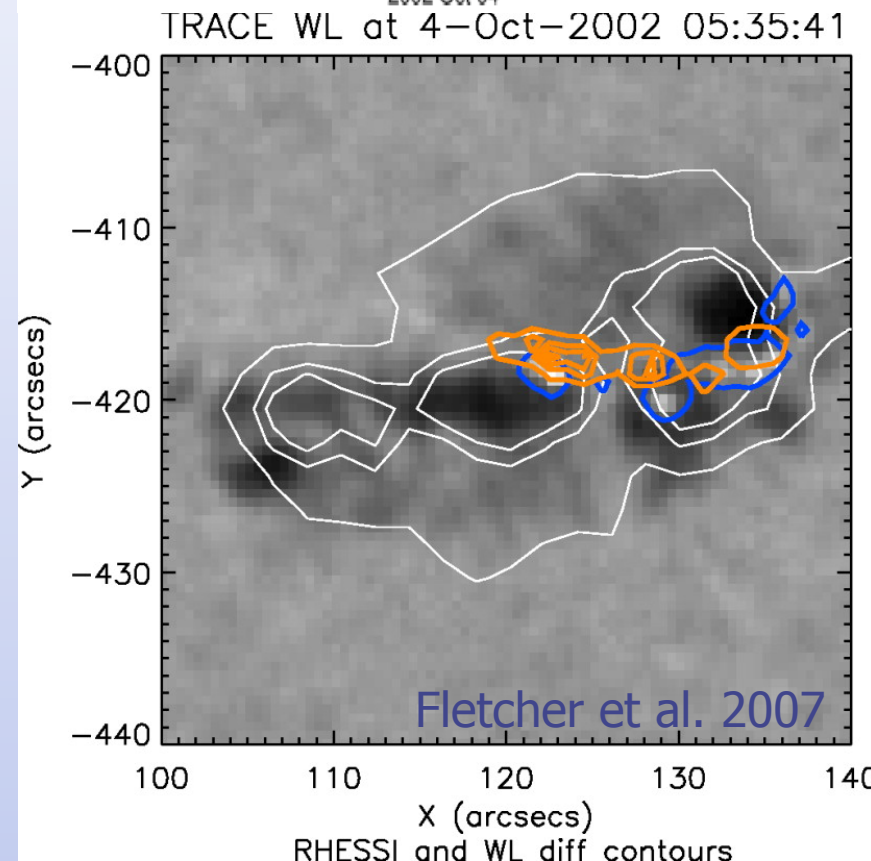 TRACE WL at 4-Oct-2002 05:35:41
-400
-410
-420
-430
-440
Y (arcsecs)
Fletcher et al. 2007
100 110 120 130 140
X (arcsecs)
RHESSI and WL diff contours